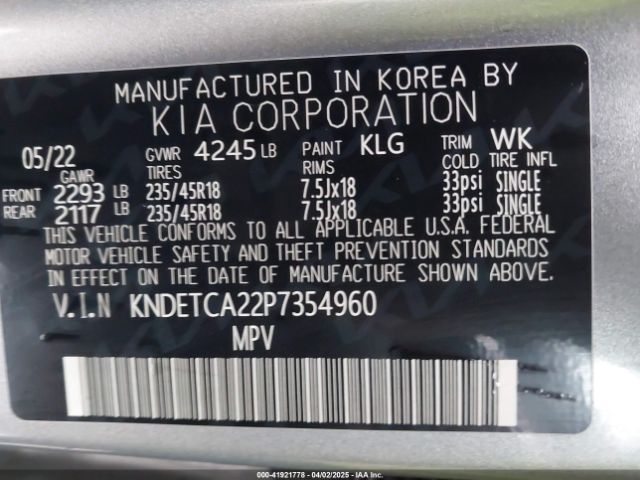 MANUFACTURED IN KOREA BY
KIA CORPORATION
05/22 GVWR 4245 LB PAINT KLG TRIM WK
GAWR TIRES RIMS COLD TIRE INFL
FRONT 2293 LB 235/45R18 7.5Jx18 33psi SINGLE
REAR 2117 LB 235/45R18 7.5Jx18 33psi SINGLE
THIS VEHICLE CONFORMS TO ALL APPLICABLE U.S.A. FEDERAL
MOTOR VEHICLE SAFETY AND THEFT PREVENTION STANDARDS
IN EFFECT ON THE DATE OF MANUFACTURE SHOWN ABOVE.
V.I.N KNDETCA22P7354960
MPV
000-41921778 - 04/02/2025 - IAAI.CA